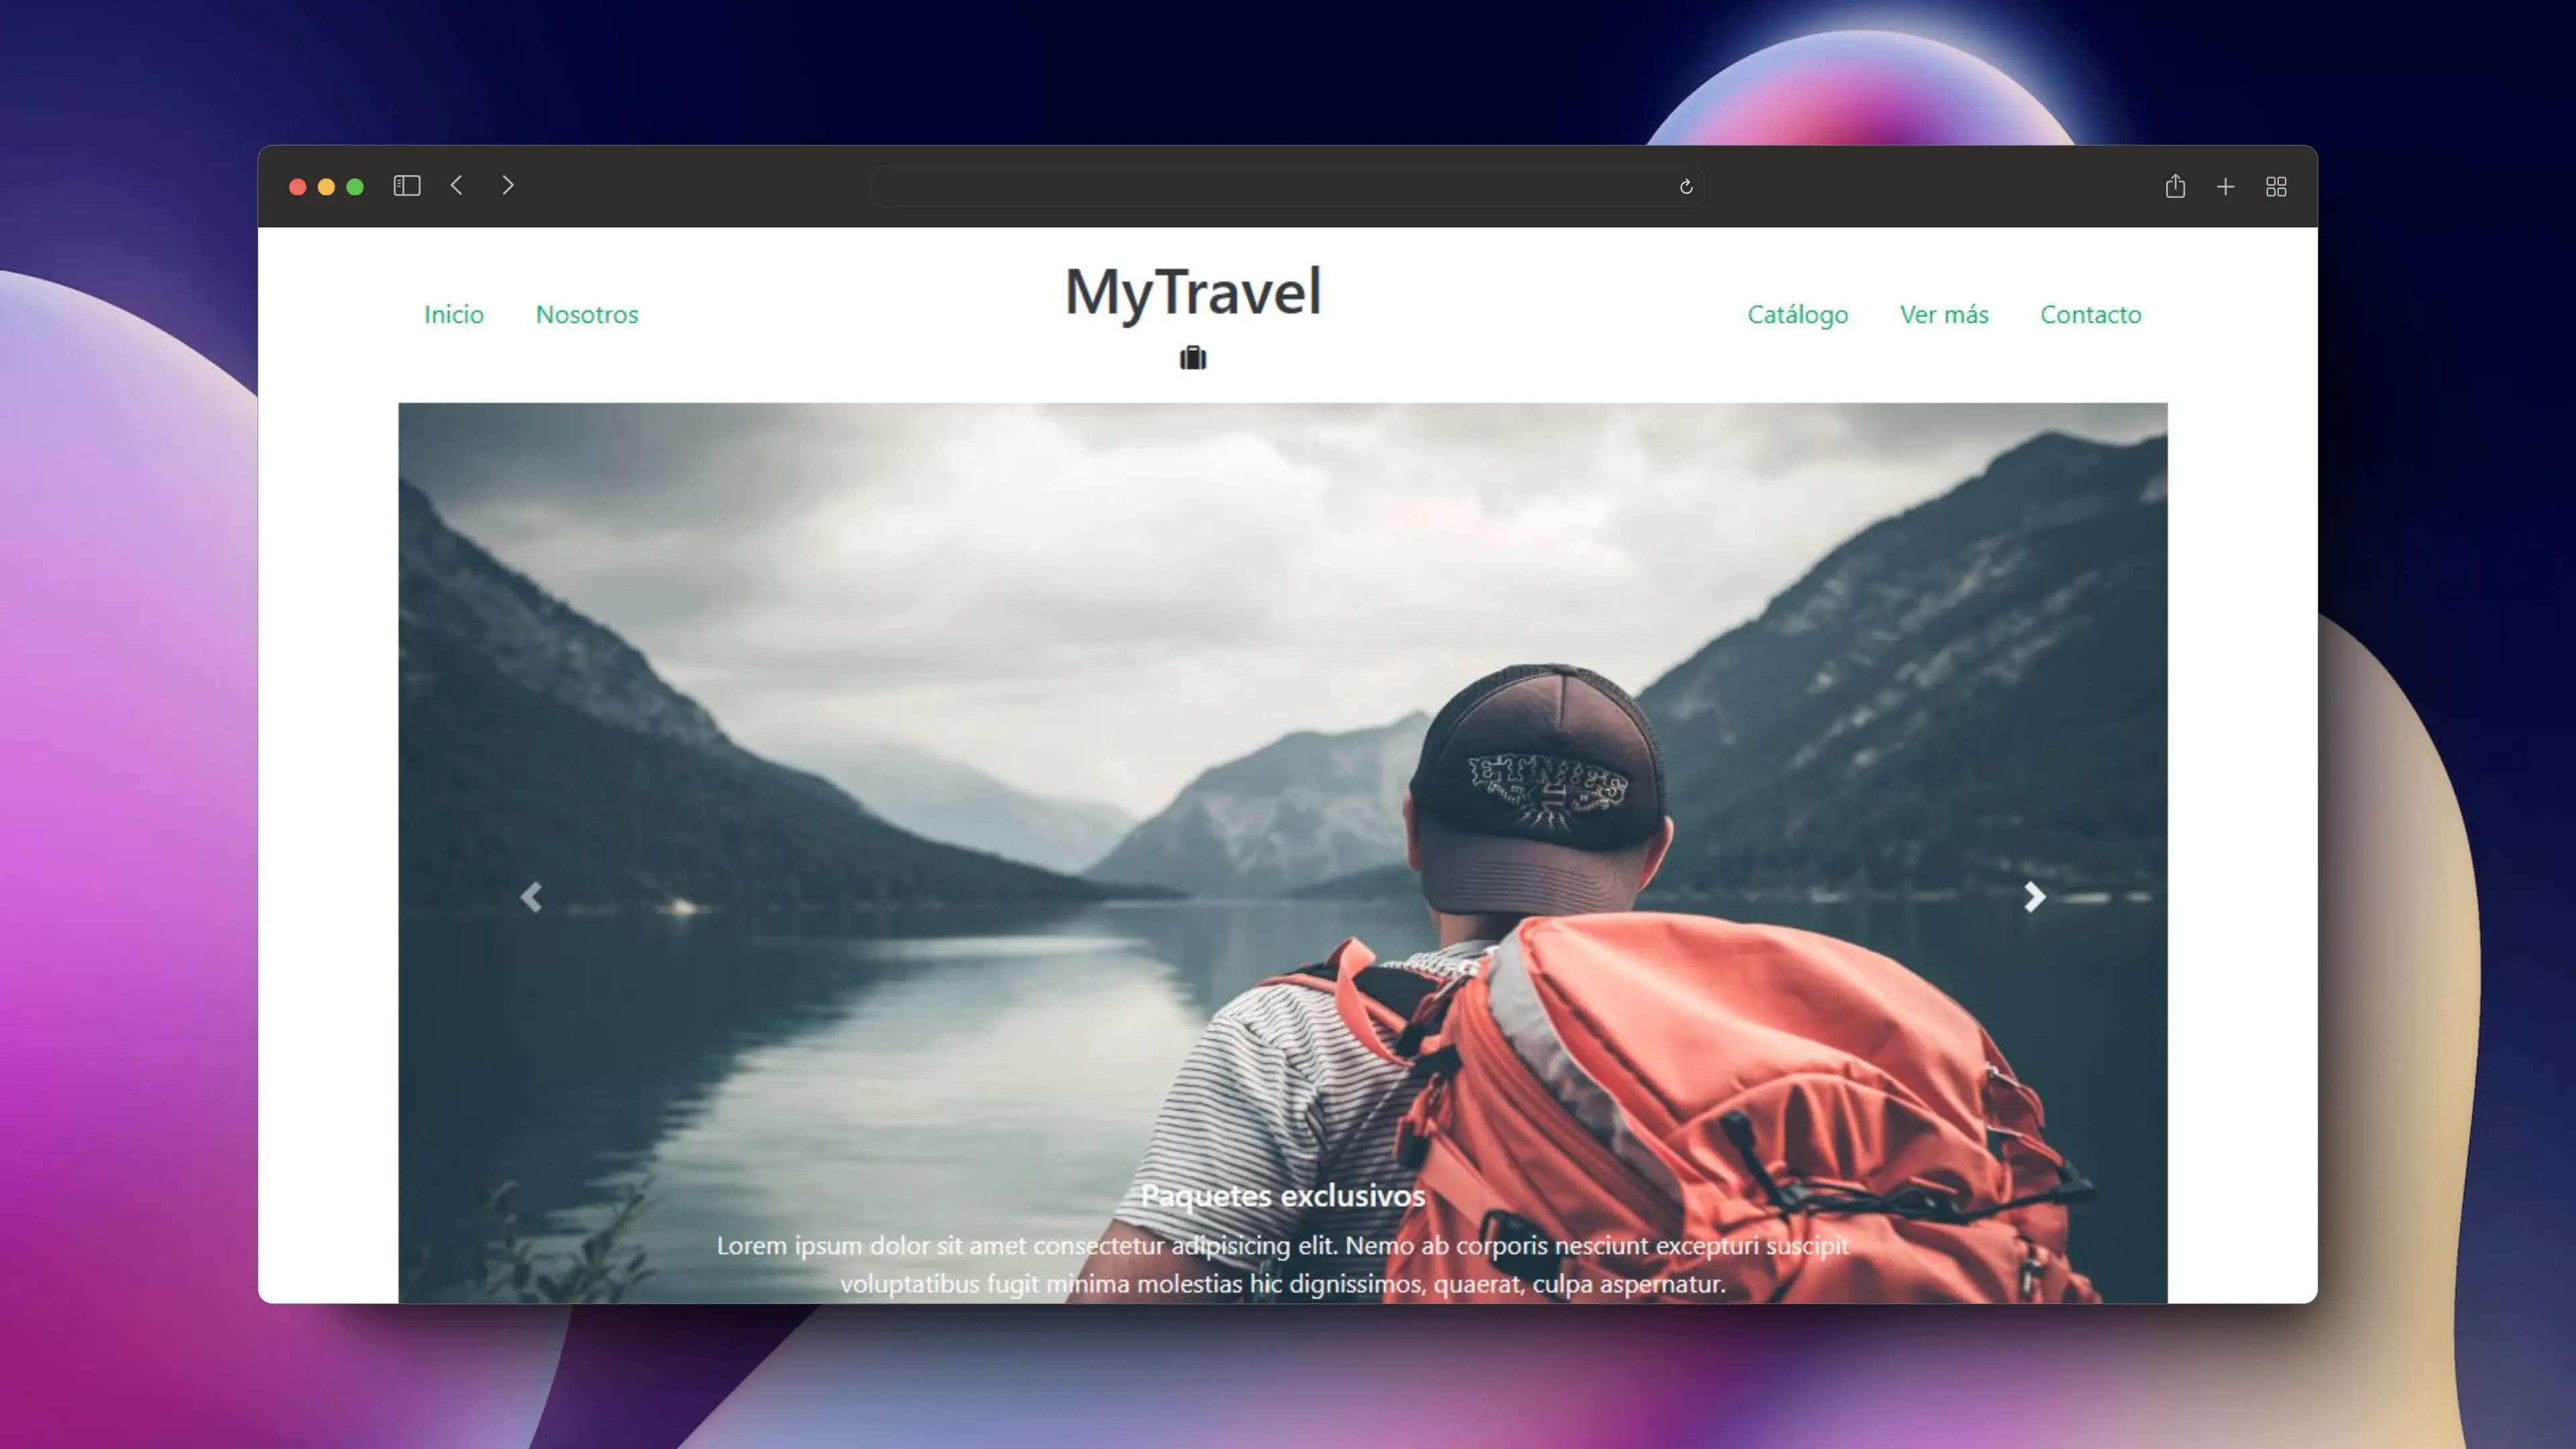 MyTravel
Inicio
Nosotros
Catálogo
Ver más
Contacto
ETNIES
Paquetes exclusivos
Lorem ipsum dolor sit amet consectetur adipisicing elit. Nemo ab corporis nesciunt excepturi suscipit
voluptatibus fugit minima molestias hic dignissimos, quaerat, culpa aspernatur.